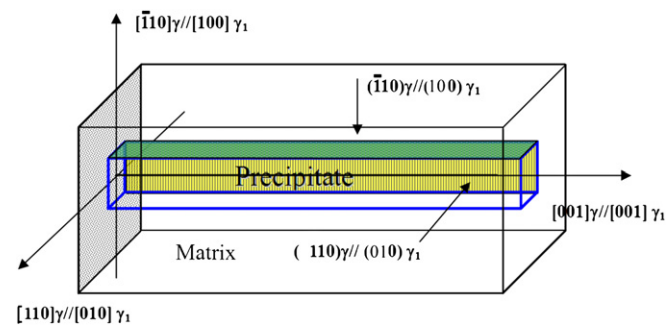 [1̅10]γ//[100] γ₁
(1̅10)γ//(100) γ₁
Precipitate
[001]γ//[001] γ₁
Matrix
( 110)γ// (010) γ₁
[110]γ//[010] γ₁